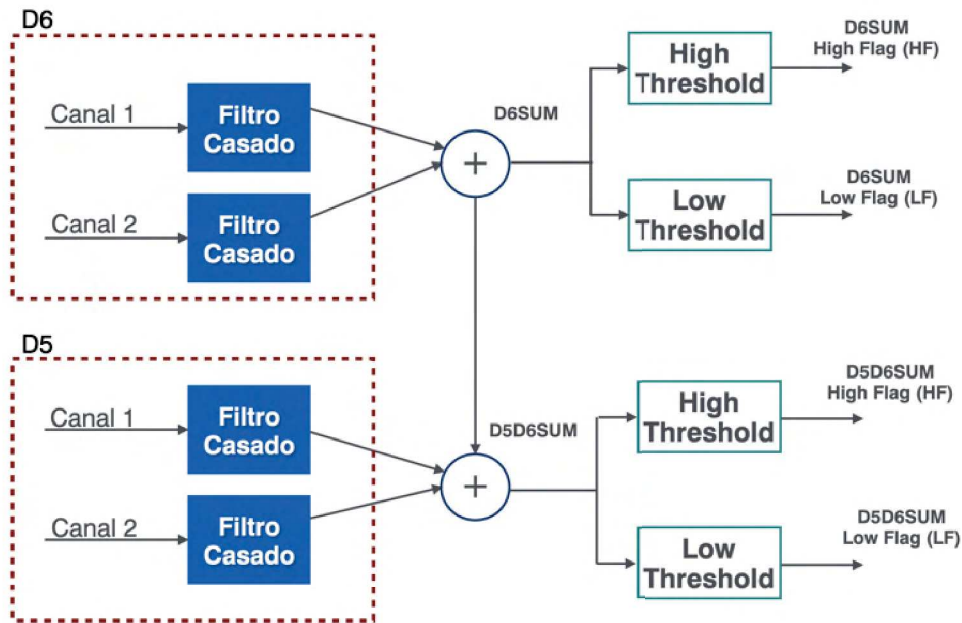 D6
Canal 1
Filtro
Casado
Canal 2
Filtro
Casado
+
D6SUM
High
Threshold
D6SUM
High Flag (HF)
Low
Threshold
D6SUM
Low Flag (LF)
D5
Canal 1
Filtro
Casado
Canal 2
Filtro
Casado
D5D6SUM
+
High
Threshold
D5D6SUM
High Flag (HF)
Low
Threshold
D5D6SUM
Low Flag (LF)